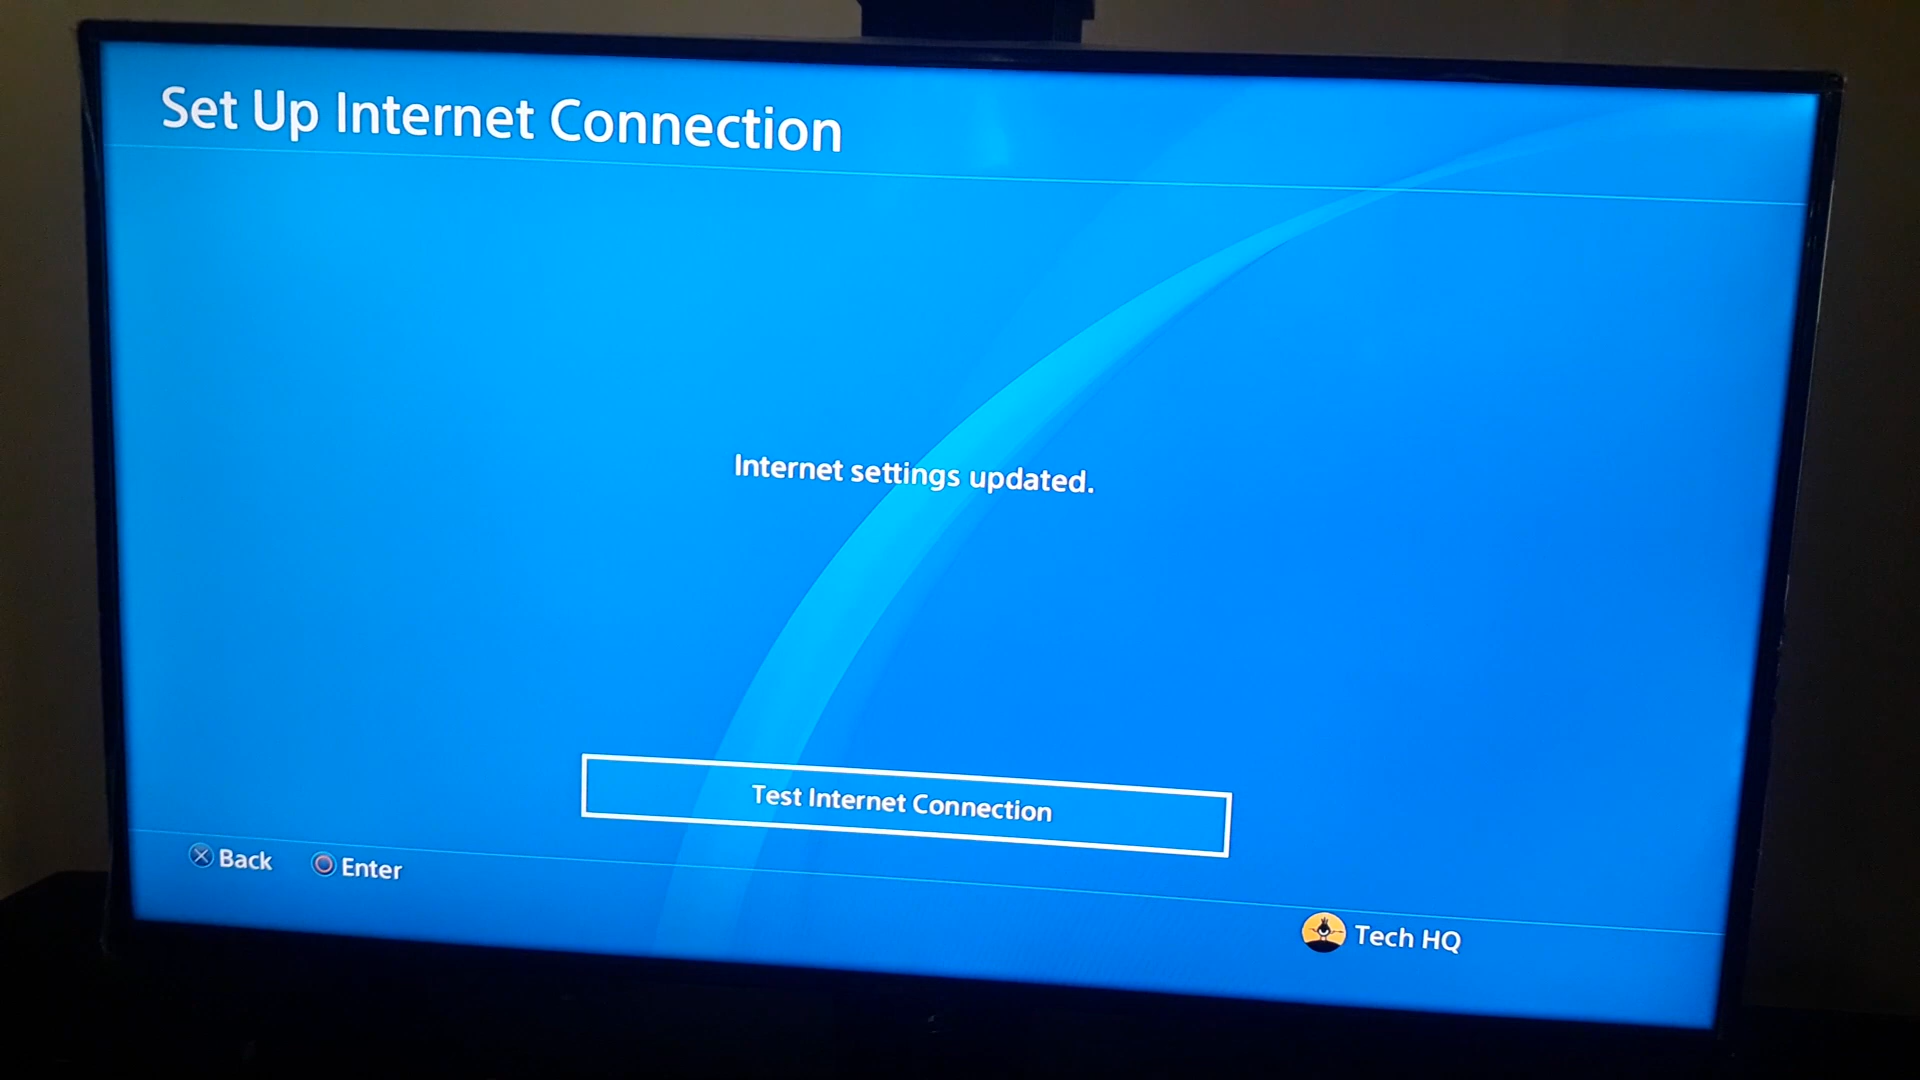 Set Up Internet Connection
Internet settings updated.
Test Internet Connection
Back Enter
Tech HQ